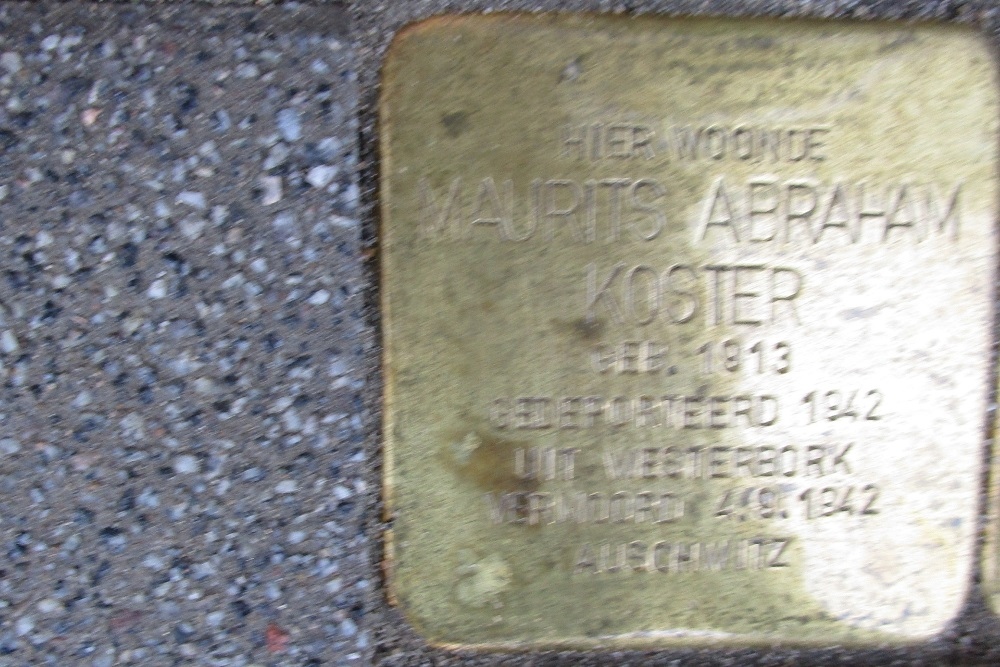 HIER WOONDE
MAURITS ABRAHAM
KOSTER
GEB. 1913
GEDEPORTEERD 1942
UIT WESTERBORK
VERMOORD 4.9.1942
AUSCHWITZ